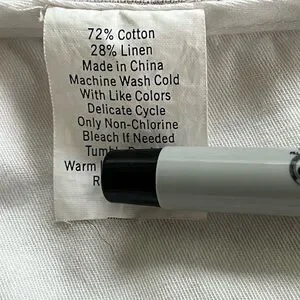 72% Cotton
28% Linen
Made in China
Machine Wash Cold
With Like Colors
Delicate Cycle
Only Non-Chlorine
Bleach If Needed
Warm